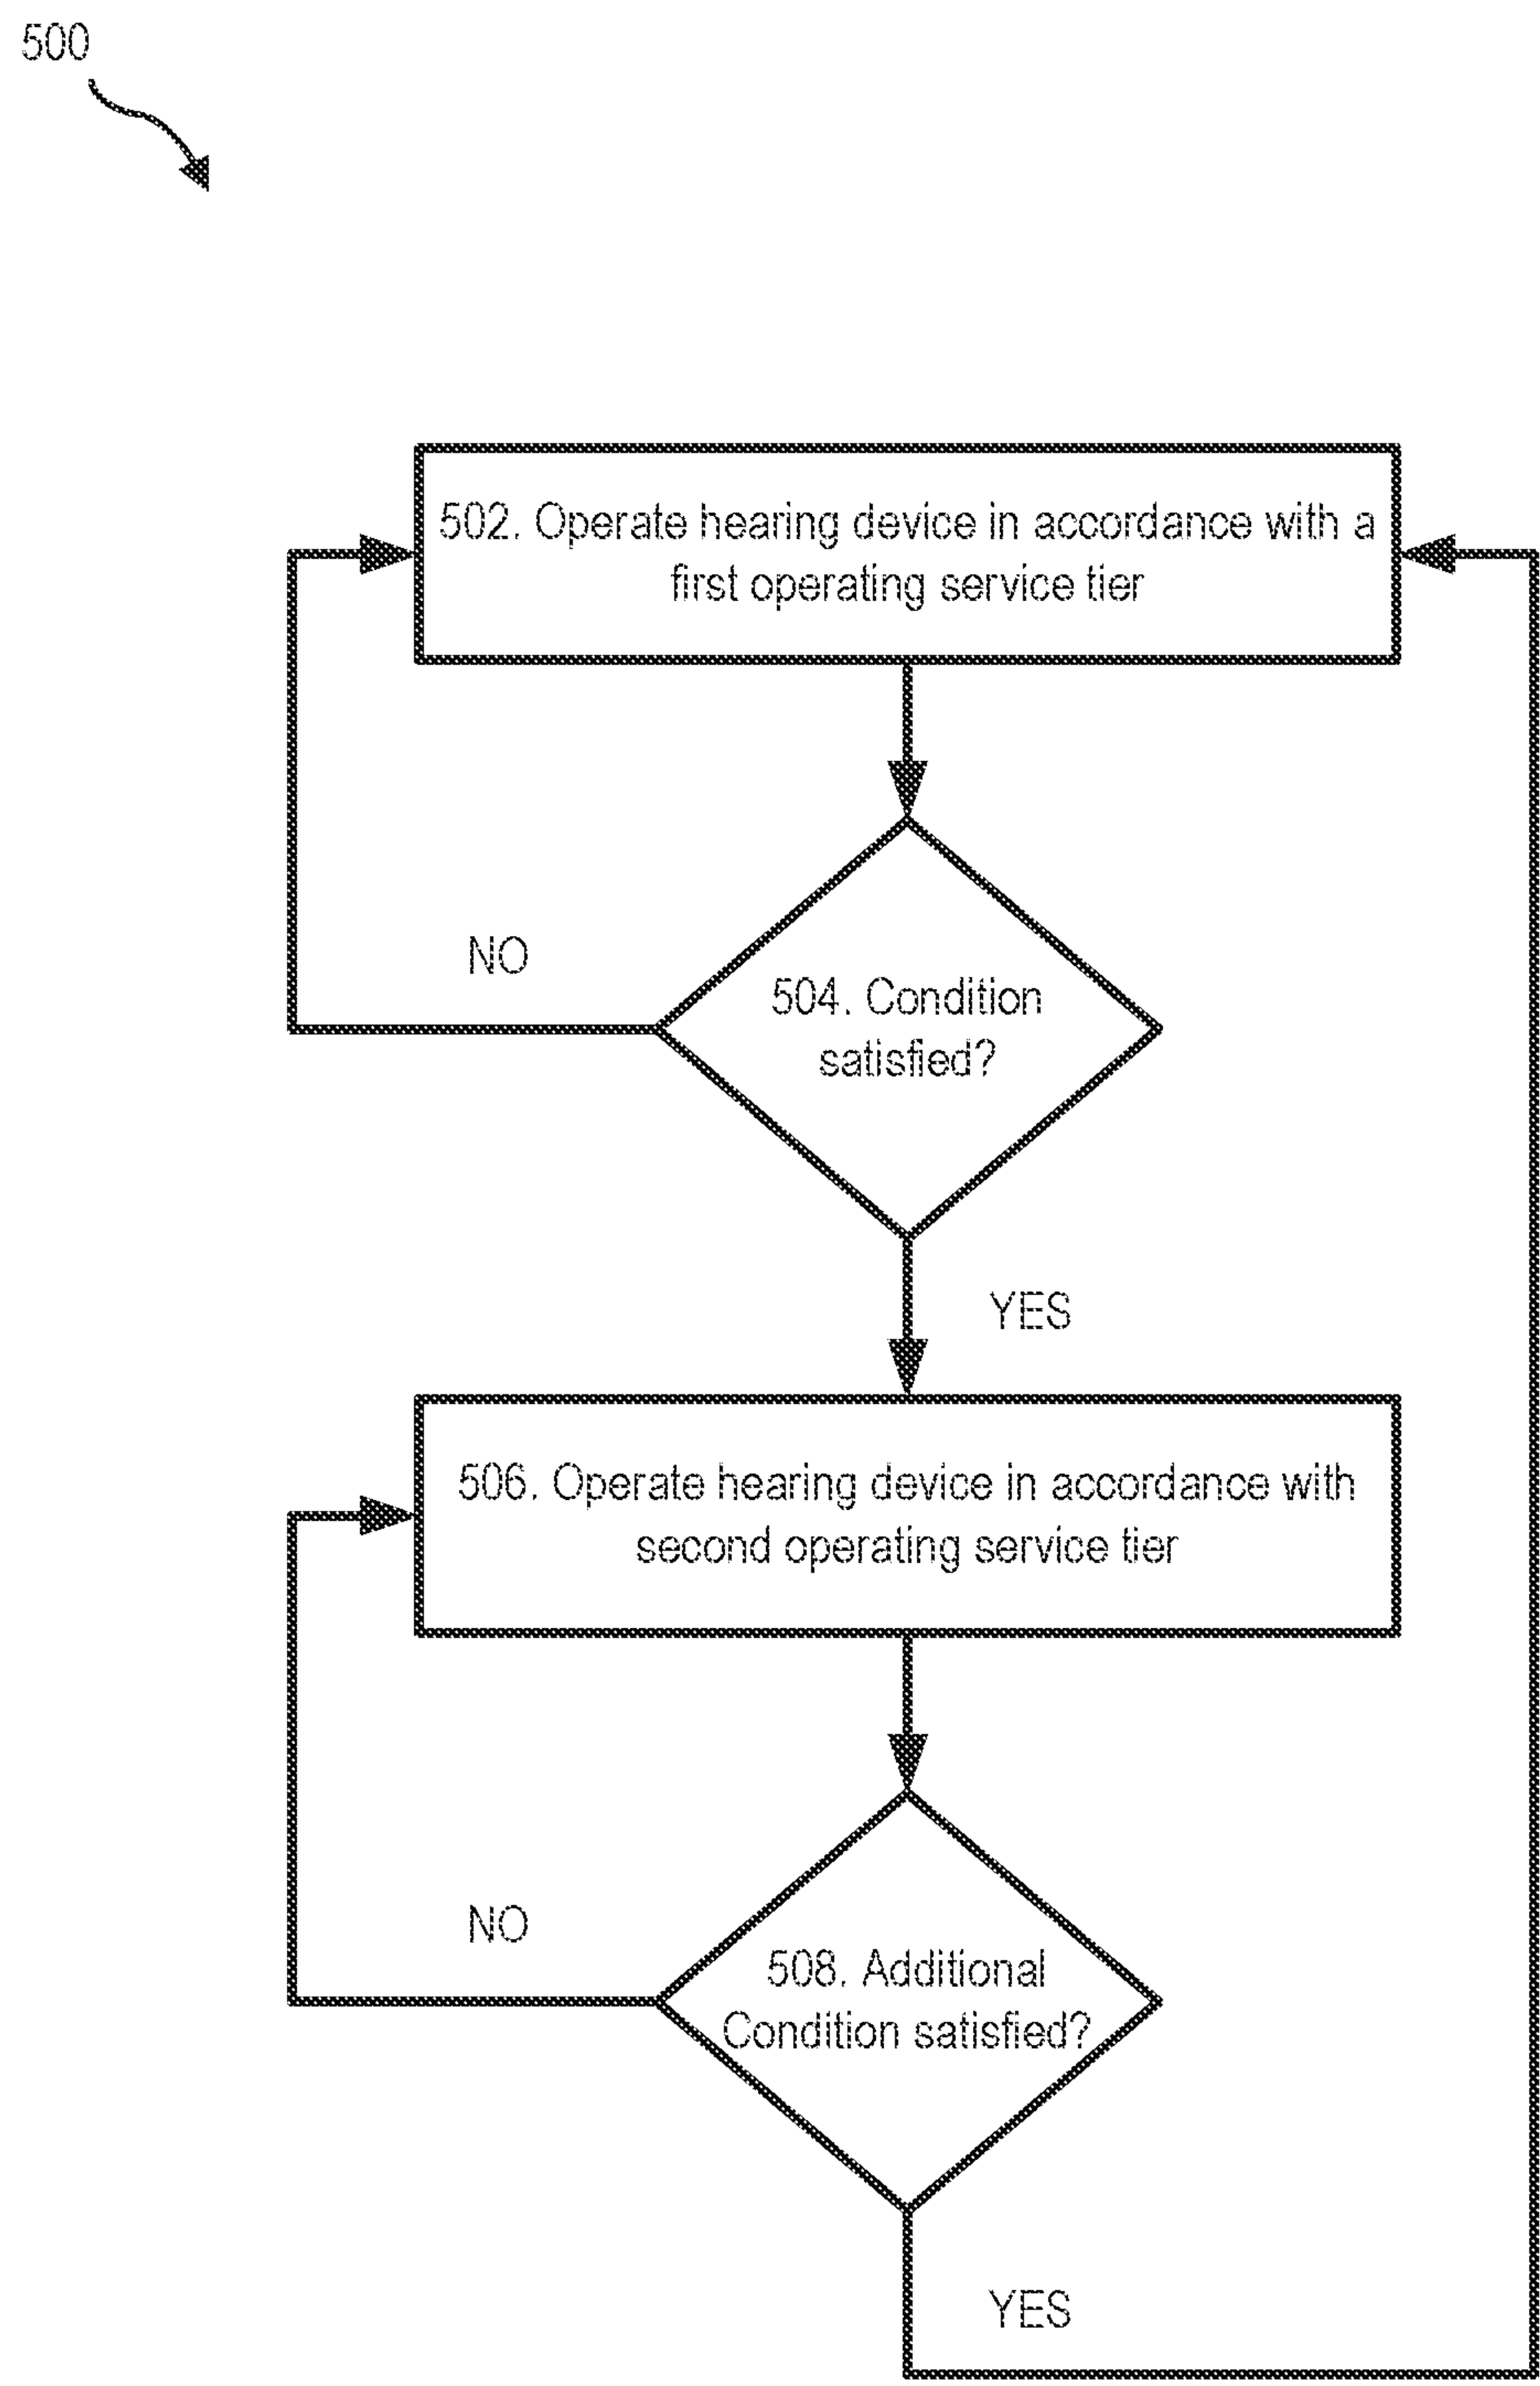 500
502. Operate hearing device in accordance with a
first operating service tier
NO
504. Condition
satisfied?
YES
506. Operate hearing device in accordance with
second operating service tier
NO
508. Additional
Condition satisfied?
YES